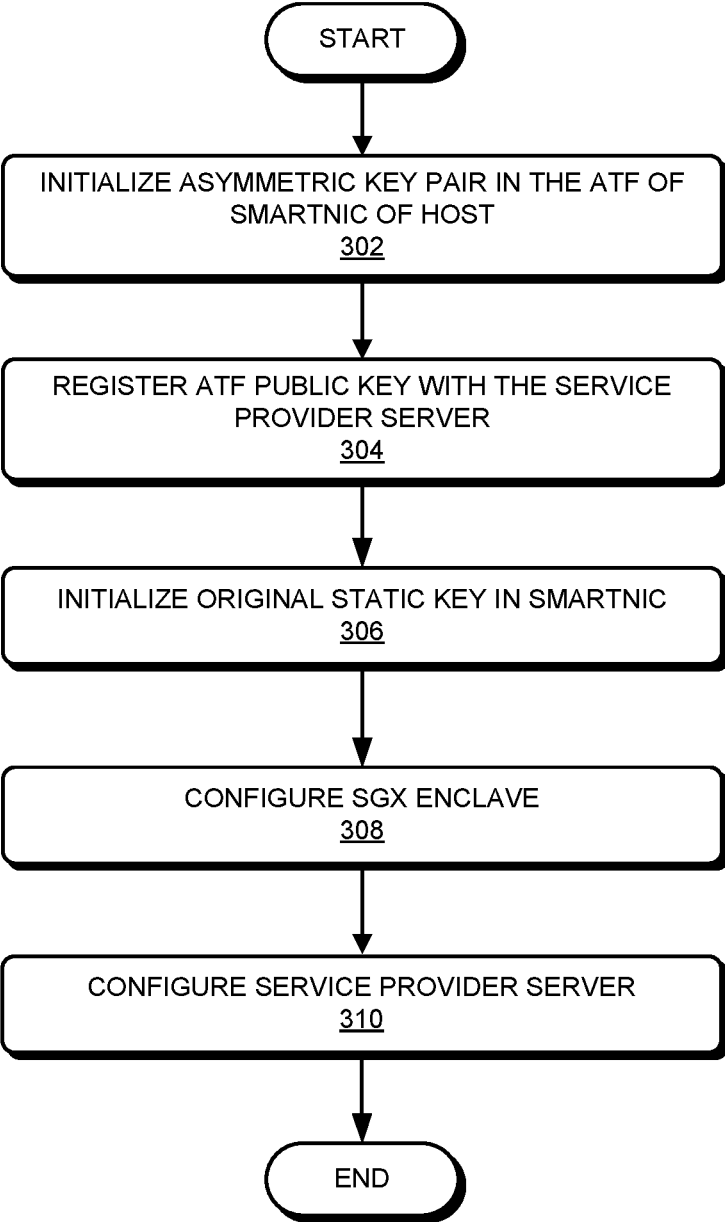 START
INITIALIZE ASYMMETRIC KEY PAIR IN THE ATF OF
SMARTNIC OF HOST
302
REGISTER ATF PUBLIC KEY WITH THE SERVICE
PROVIDER SERVER
304
INITIALIZE ORIGINAL STATIC KEY IN SMARTNIC
306
CONFIGURE SGX ENCLAVE
308
CONFIGURE SERVICE PROVIDER SERVER
310
END